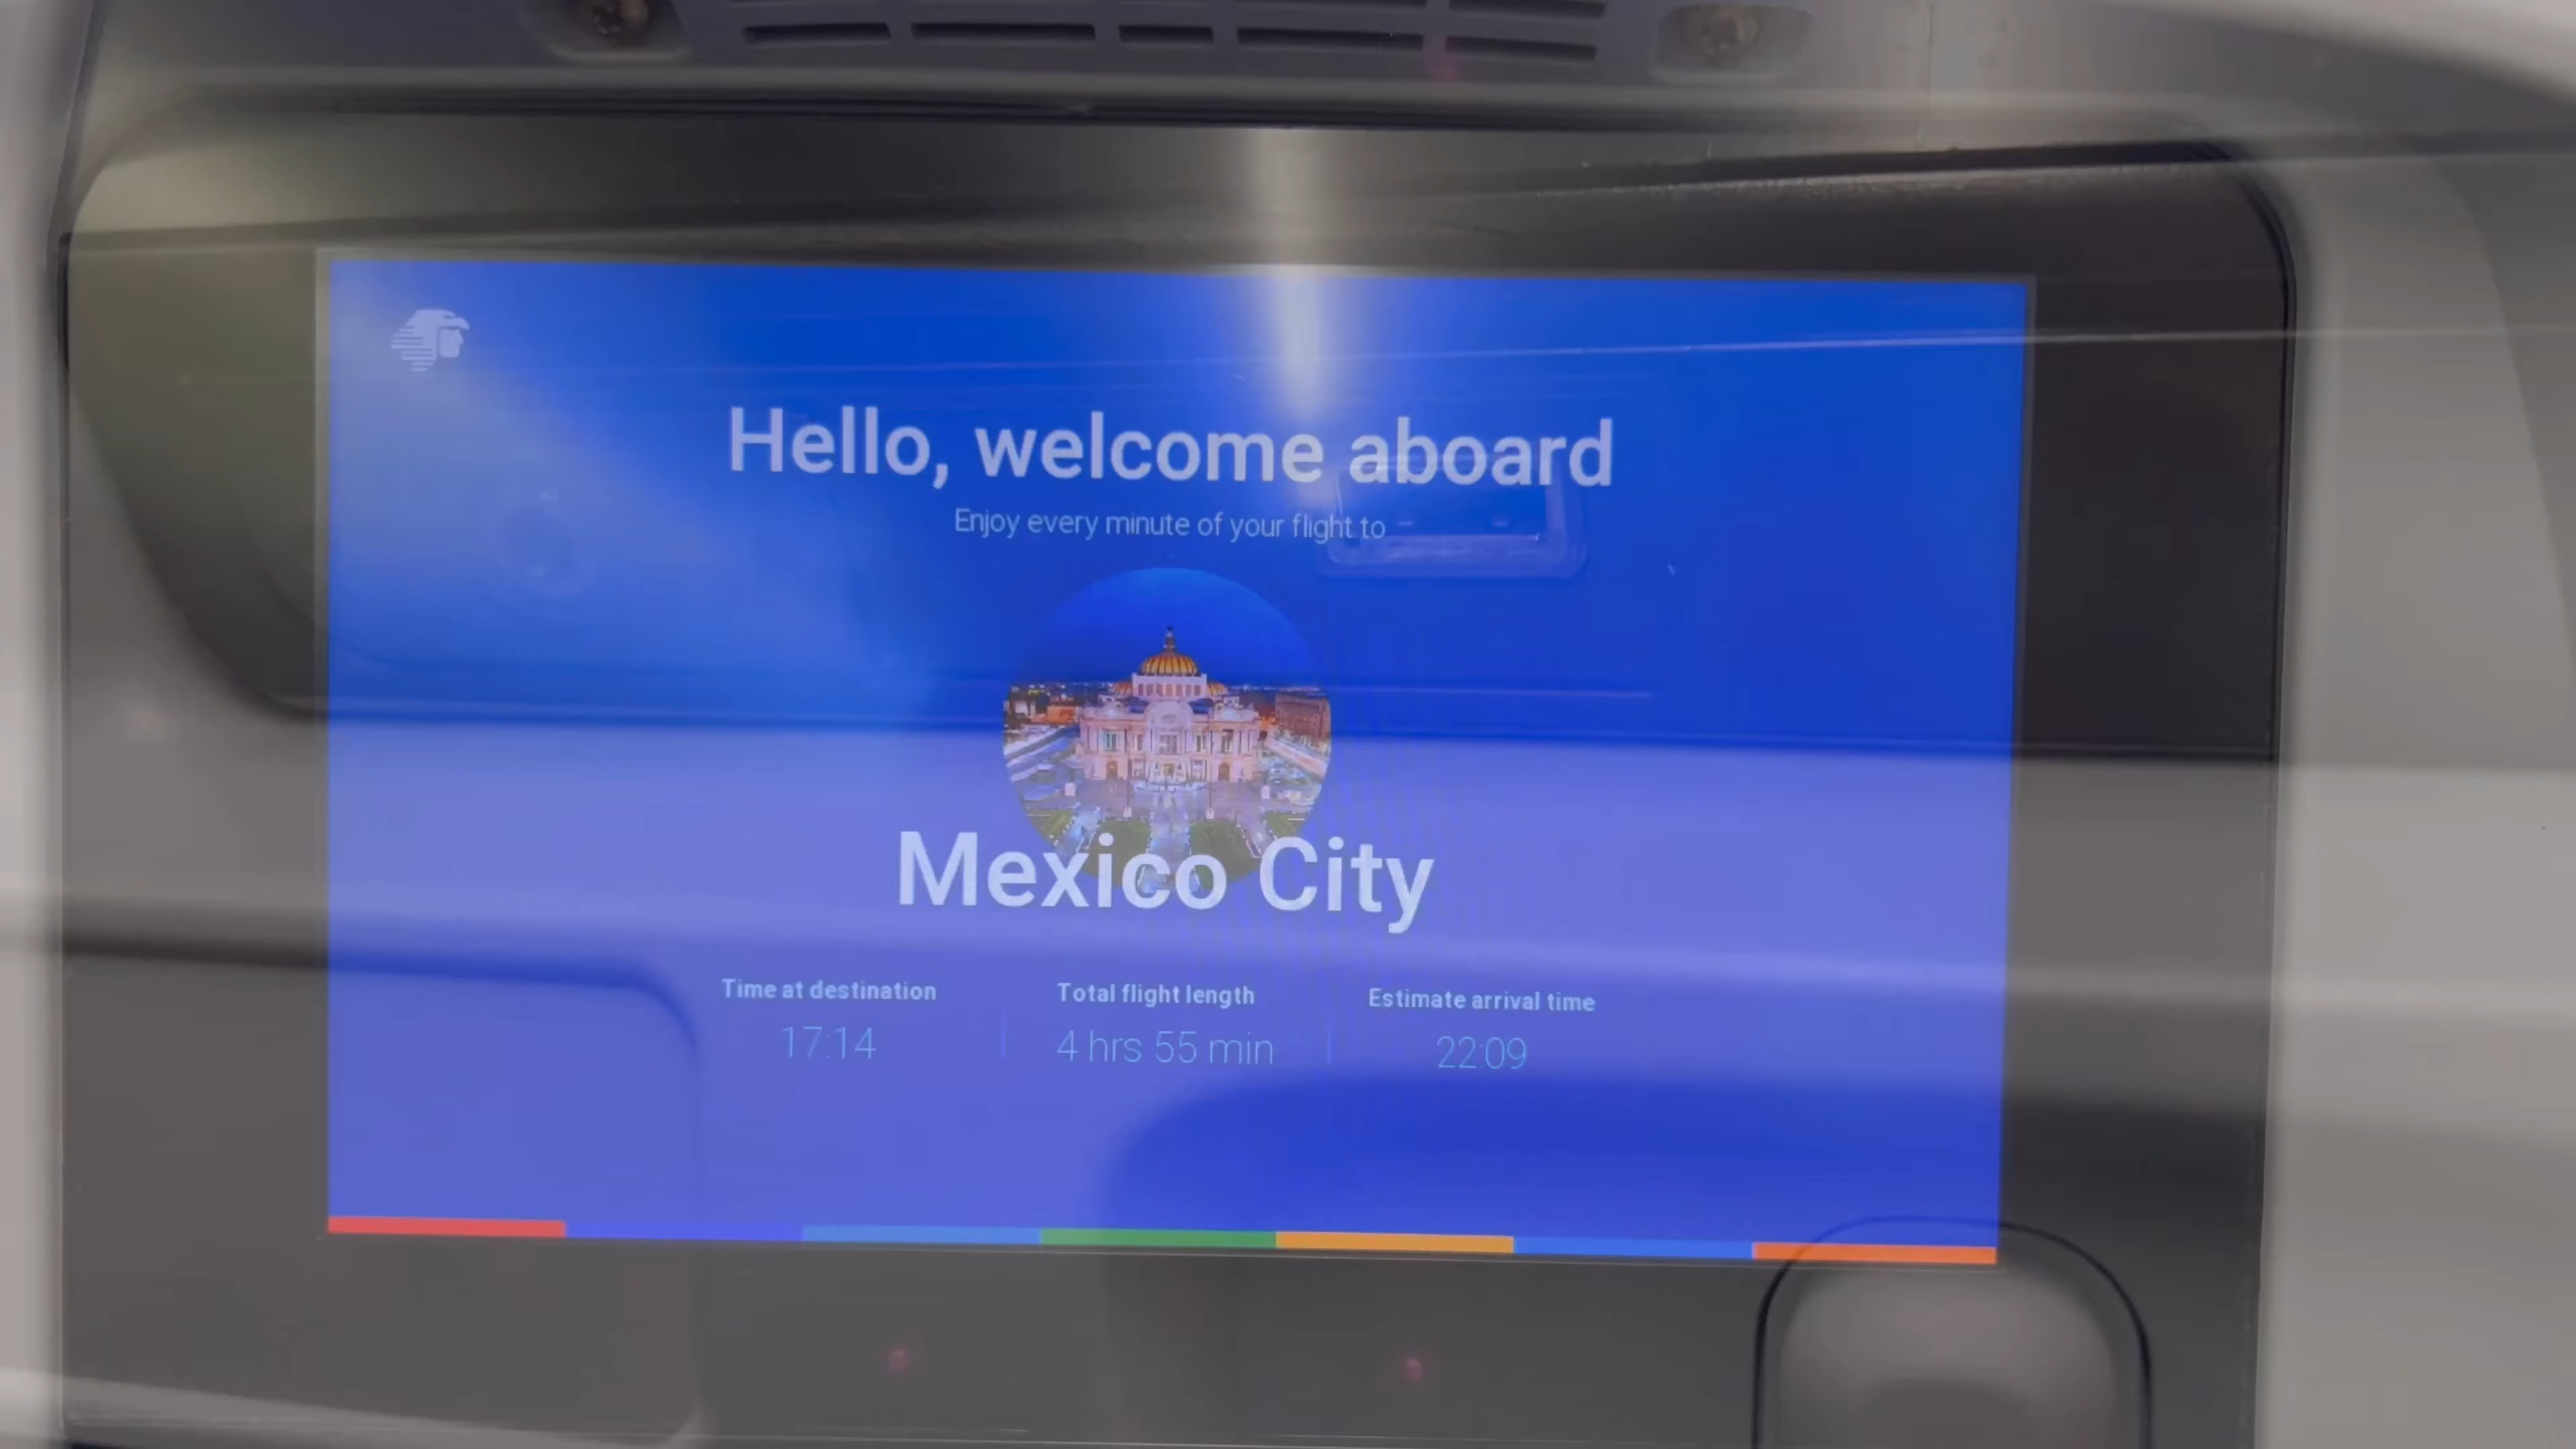 Hello, welcome aboard
Enjoy every minute of your flight to
Mexico City
Time at destination
17:14
Total flight length
4 hrs 55 min
Estimate arrival time
22:09